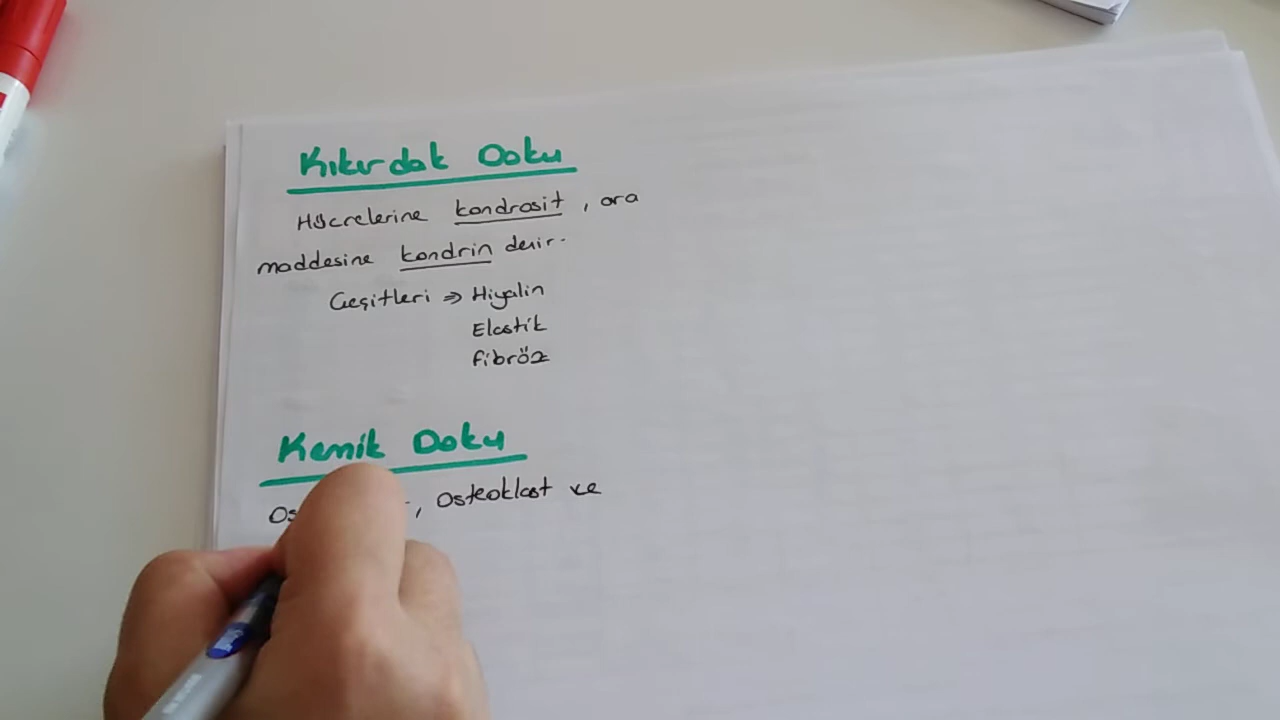 Kıkırdak Doku
Hücrelerine kondrosit, ara
maddesine kondrin denir.
Çeşitleri ⇒ Hiyalin
Elastik
Fibröz
Kemik Doku
, Osteoklast ve